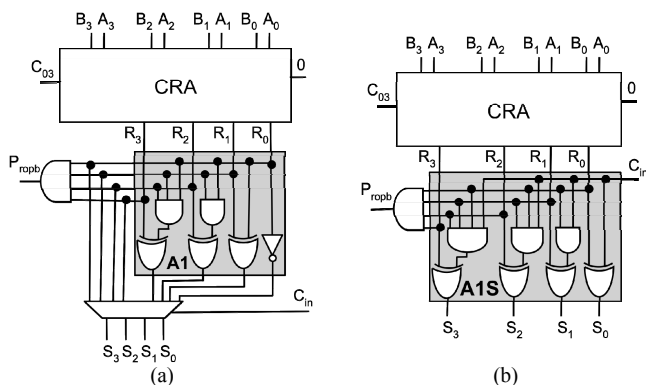 B3 A3 B2 A2 B1 A1 B0 A0
C03 CRA 0
R3 R2 R1 R0
Propb
A1
Cin
S3 S2 S1 S0
(a)
B3 A3 B2 A2 B1 A1 B0 A0
C03 CRA 0
R3 R2 R1 R0
Cin
Propb
A1S
S3 S2 S1 S0
(b)